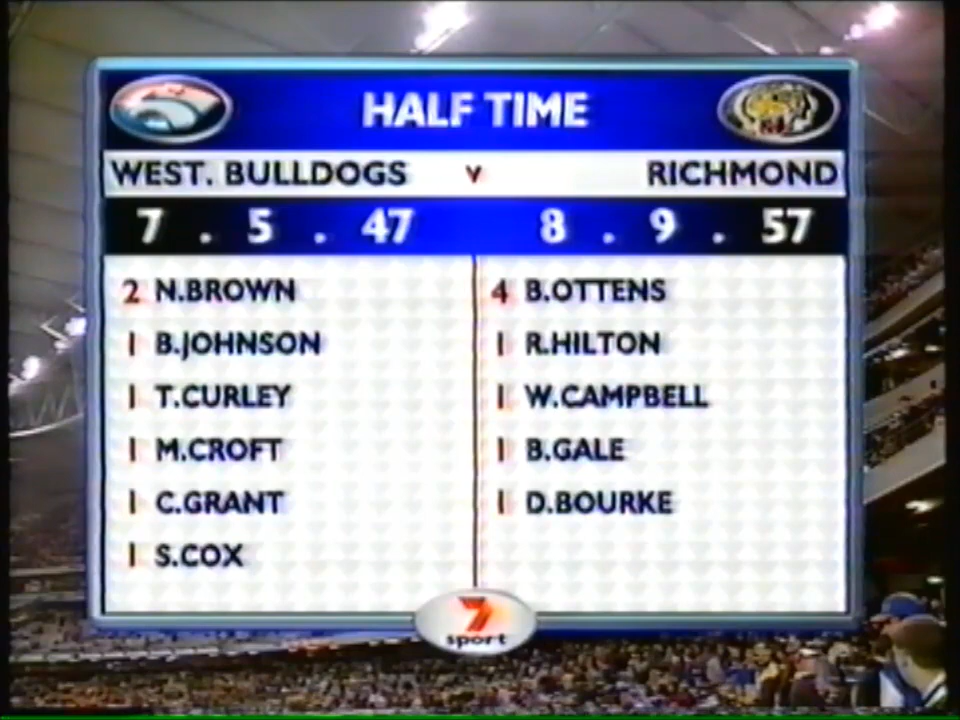 HALF TIME
WEST. BULLDOGS v RICHMOND
7 . 5 . 47 8 . 9 . 57
2 N.BROWN 4 B.OTTENS
1 B.JOHNSON 1 R.HILTON
1 T.CURLEY 1 W.CAMPBELL
1 M.CROFT 1 B.GALE
1 C.GRANT 1 D.BOURKE
1 S.COX
7
sport